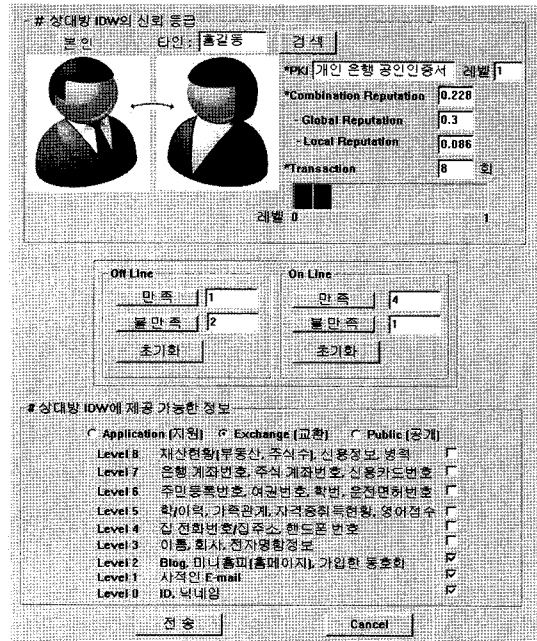 # 상대방 IDW의 신뢰 등급
본인 타인 : 홍길동 검색
*PKI 개인 은행 공인인증서 레벨 1
*Combination Reputation 0.228
- Global Reputation 0.3
- Local Reputation 0.086
*Transaction 8 회
레벨 0 1
Off Line On Line
만 족 1 만 족 4
불만족 2 불만족 1
초기화 초기화
# 상대방 IDW에 제공 가능한 정보
Application (지원) Exchange (교환) Public (공개)
Level 8 재산현황(부동산, 주식수), 신용정보, 병적
Level 7 은행 계좌번호, 주식 계좌번호, 신용카드번호
Level 6 주민등록번호, 여권번호, 학번, 운전면허번호
Level 5 학/이력, 가족관계, 자격증취득현황, 영어점수
Level 4 집 전화번호/집주소, 핸드폰 번호
Level 3 이름, 회사, 전자명함정보
Level 2 Blog, 미니홈피(홈페이지), 가입한 동호회
Level 1 사적인 E-mail
Level 0 ID, 닉네임
전 송 Cancel